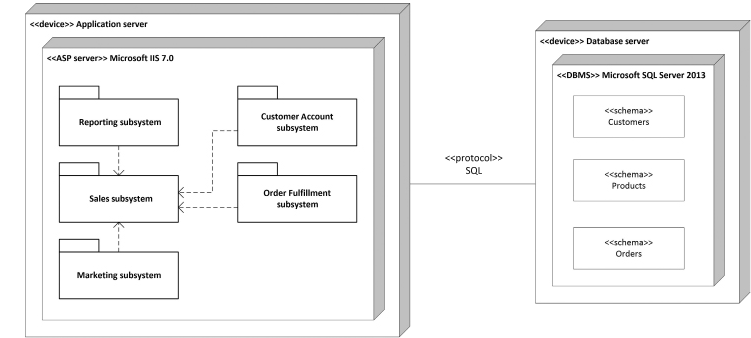 <<device>> Application server
<<ASP server>> Microsoft IIS 7.0
Reporting subsystem
Customer Account
subsystem
Sales subsystem
Order Fulfillment
subsystem
Marketing subsystem
<<protocol>>
SQL
<<device>> Database server
<<DBMS>> Microsoft SQL Server 2013
<<schema>>
Customers
<<schema>>
Products
<<schema>>
Orders